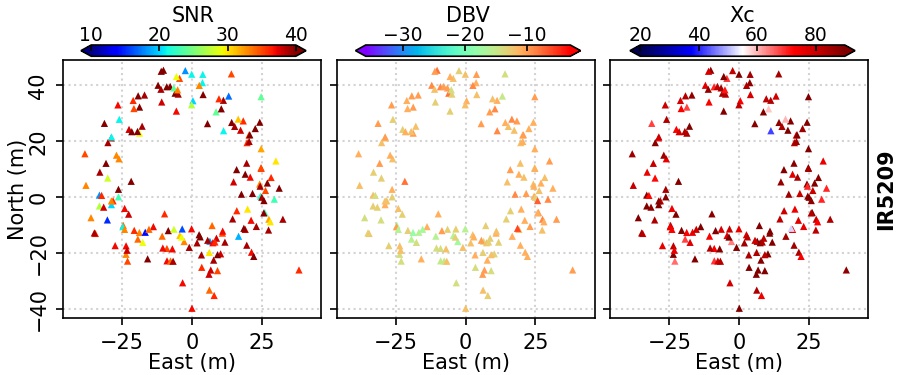 SNR DBV Xc
10 20 30 40 −30 −20 −10 20 40 60 80
40
20
0
−20
−40
North (m)
IR5209
−25 0 25 −25 0 25 −25 0 25
East (m) East (m) East (m)